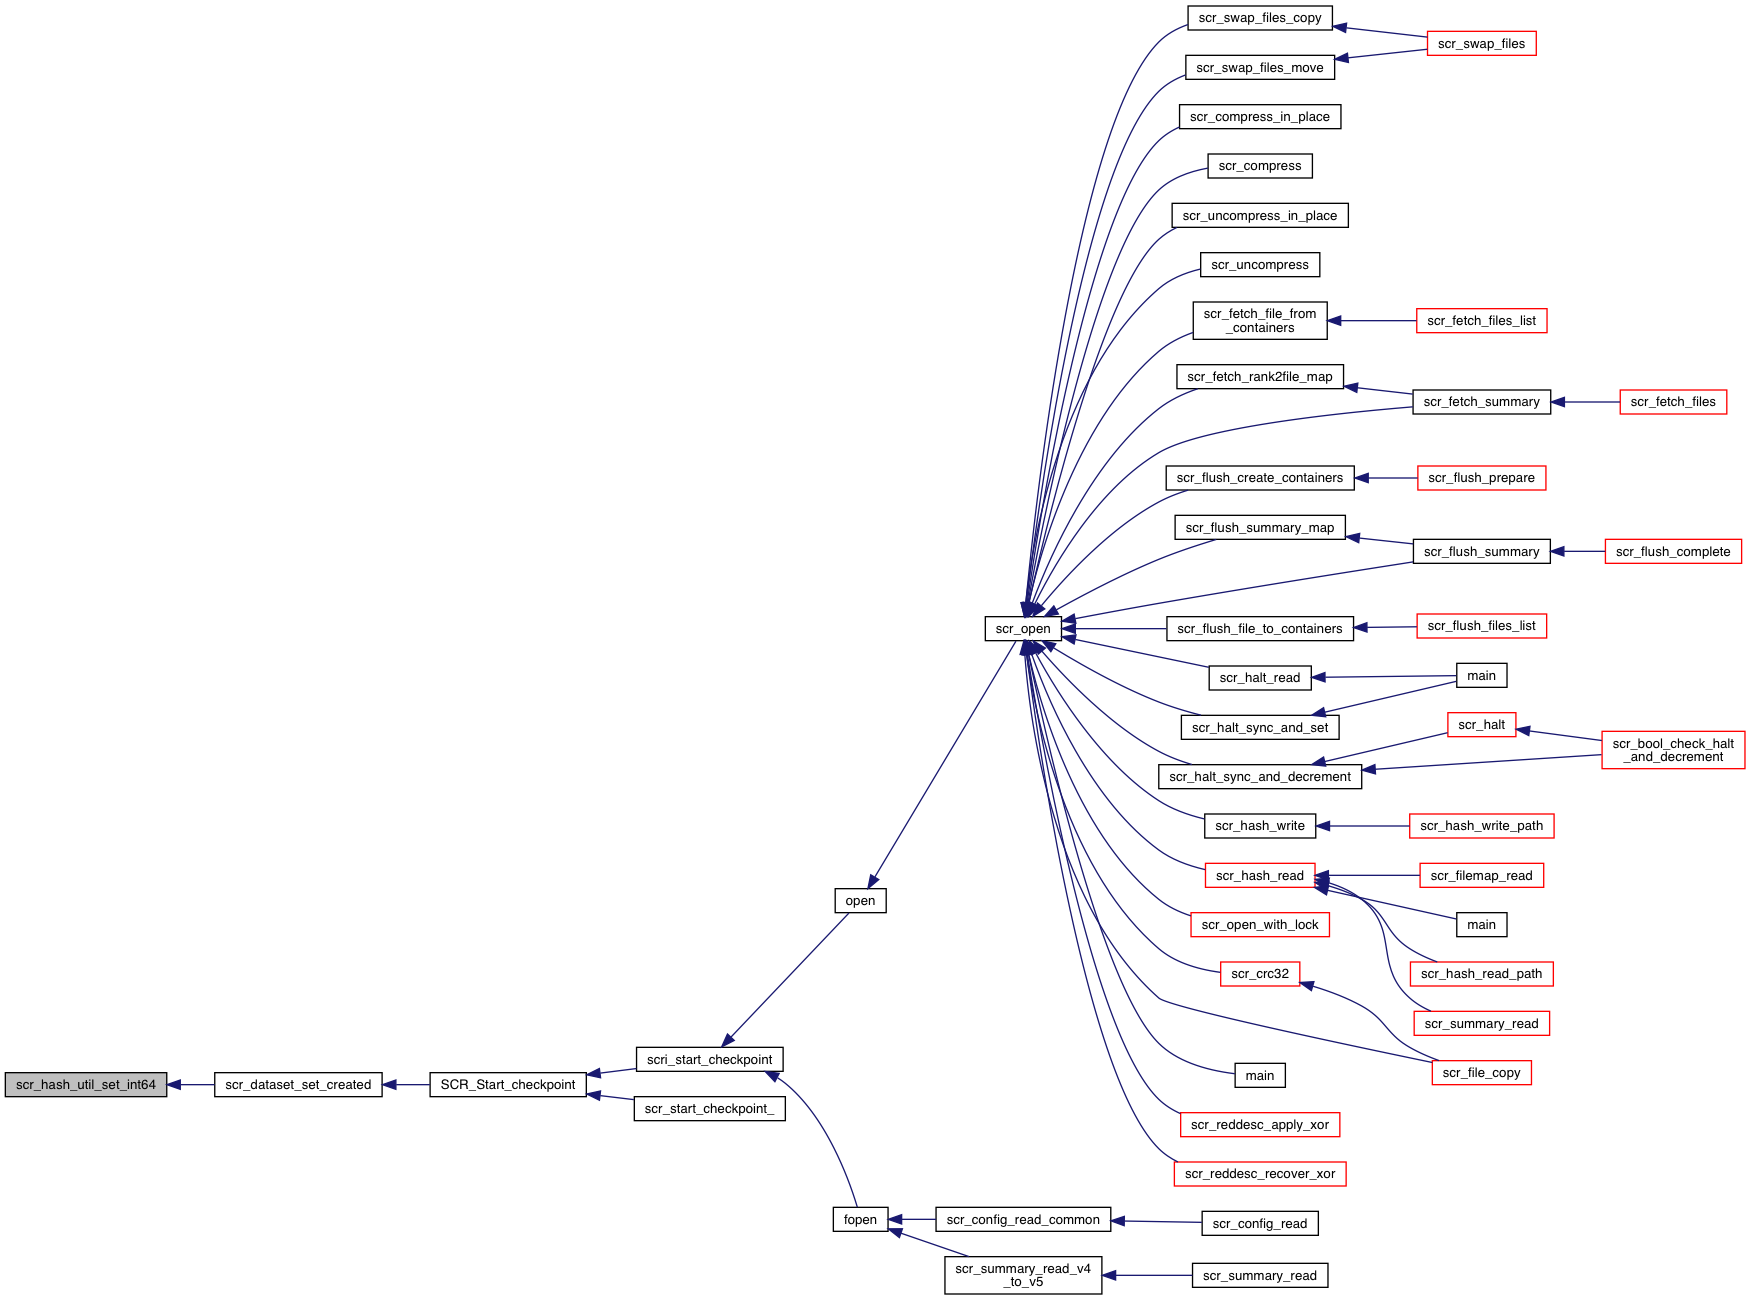 scr_swap_files_copy
scr_swap_files
scr_swap_files_move
scr_compress_in_place
scr_compress
scr_uncompress_in_place
scr_uncompress
scr_fetch_file_from
_containers
scr_fetch_files_list
scr_fetch_rank2file_map
scr_fetch_summary
scr_fetch_files
scr_flush_create_containers
scr_flush_prepare
scr_flush_summary_map
scr_flush_summary
scr_flush_complete
scr_open
scr_flush_file_to_containers
scr_flush_files_list
scr_halt_read
main
scr_halt_sync_and_set
scr_halt
scr_bool_check_halt
_and_decrement
scr_halt_sync_and_decrement
scr_hash_write
scr_hash_write_path
scr_hash_read
scr_filemap_read
open
scr_open_with_lock
main
scr_crc32
scr_hash_read_path
scr_summary_read
scri_start_checkpoint
main
scr_file_copy
scr_hash_util_set_int64
scr_dataset_set_created
SCR_Start_checkpoint
scr_start_checkpoint_
scr_reddesc_apply_xor
scr_reddesc_recover_xor
fopen
scr_config_read_common
scr_config_read
scr_summary_read_v4
_to_v5
scr_summary_read